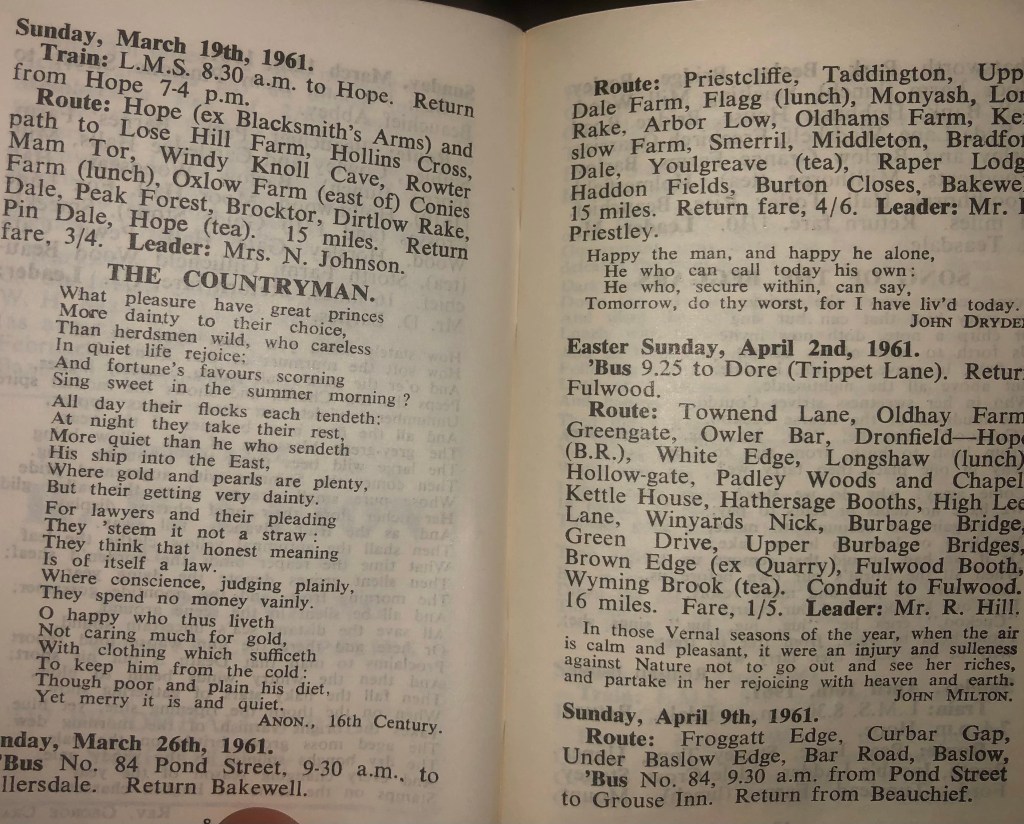 Sunday, March 19th, 1961.
Train: L.M.S. 8.30 a.m. to Hope. Return
from Hope 7-4 p.m.
Route: Hope (ex Blacksmith's Arms) and
path to Lose Hill Farm, Hollins Cross,
Mam Tor, Windy Knoll Cave, Rowter
Farm (lunch), Oxlow Farm (east of) Conies
Dale, Peak Forest, Brocktor, Dirtlow Rake,
Pin Dale, Hope (tea). 15 miles. Return
fare, 3/4. Leader: Mrs. N. Johnson.
THE COUNTRYMAN.
What pleasure have great princes
More dainty to their choice,
Than herdsmen wild, who careless
In quiet life rejoice;
And fortune's favours scorning
Sing sweet in the summer morning?
All day their flocks each tendeth:
At night they take their rest,
More quiet than he who sendeth
His ship into the East,
Where gold and pearls are plenty,
But their getting very dainty.
For lawyers and their pleading
They 'steem it not a straw:
They think that honest meaning
Is of itself a law.
Where conscience, judging plainly,
They spend no money vainly.
O happy who thus liveth
Not caring much for gold,
With clothing which sufficeth
To keep him from the cold:
Though poor and plain his diet,
Yet merry it is and quiet.
ANON., 16th Century.
nday, March 26th, 1961.
'Bus No. 84 Pond Street, 9-30 a.m., to
llersdale. Return Bakewell.
Route: Priestcliffe, Taddington, Upp
Dale Farm, Flagg (lunch), Monyash, Lon
Rake, Arbor Low, Oldhams Farm, Ke
slow Farm, Smerril, Middleton, Bradfor
Dale, Youlgreave (tea), Raper Lodg
Haddon Fields, Burton Closes, Bakewe
15 miles. Return fare, 4/6. Leader: Mr.
Priestley.
Happy the man, and happy he alone,
He who can call today his own:
He who, secure within, can say,
Tomorrow, do thy worst, for I have liv'd today.
JOHN DRYDE
Easter Sunday, April 2nd, 1961.
'Bus 9.25 to Dore (Trippet Lane). Retur
Fulwood.
Route: Townend Lane, Oldhay Farm
Greengate, Owler Bar, Dronfield—Hope
(B.R.), White Edge, Longshaw (lunch)
Hollow-gate, Padley Woods and Chapel
Kettle House, Hathersage Booths, High Lee
Lane, Winyards Nick, Burbage Bridge,
Green Drive, Upper Burbage Bridges,
Brown Edge (ex Quarry), Fulwood Booth,
Wyming Brook (tea). Conduit to Fulwood.
16 miles. Fare, 1/5. Leader: Mr. R. Hill.
In those Vernal seasons of the year, when the air
is calm and pleasant, it were an injury and sulleness
against Nature not to go out and see her riches,
and partake in her rejoicing with heaven and earth.
JOHN MILTON.
Sunday, April 9th, 1961.
Route: Froggatt Edge, Curbar Gap,
Under Baslow Edge, Bar Road, Baslow,
'Bus No. 84, 9.30 a.m. from Pond Street
to Grouse Inn. Return from Beauchief.